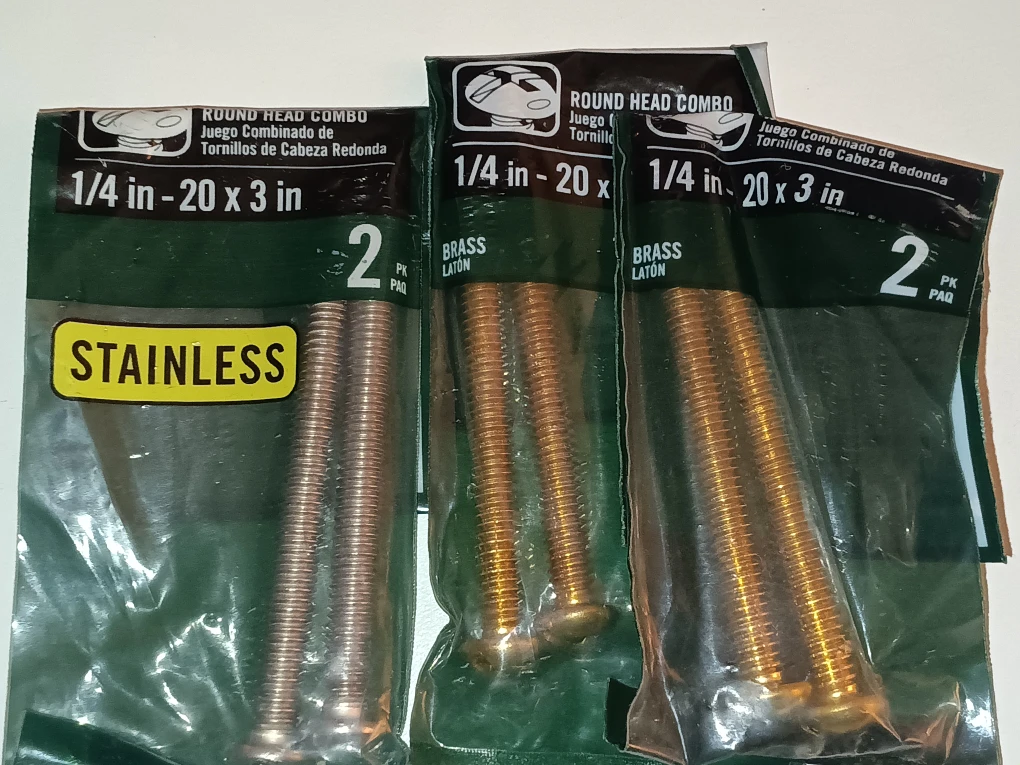 ROUND HEAD COMBO
Juego Combinado de
Tornillos de Cabeza Redonda
1/4 in - 20 x 3 in
2
PK
PAQ
STAINLESS
ROUND HEAD COMBO
Juego
Tornil
1/4 in - 20 x
BRASS
LATÓN
Juego Combinado de
Tornillos de Cabeza Redonda
1/4 in - 20 x 3 in
BRASS
LATÓN
2
PK
PAQ